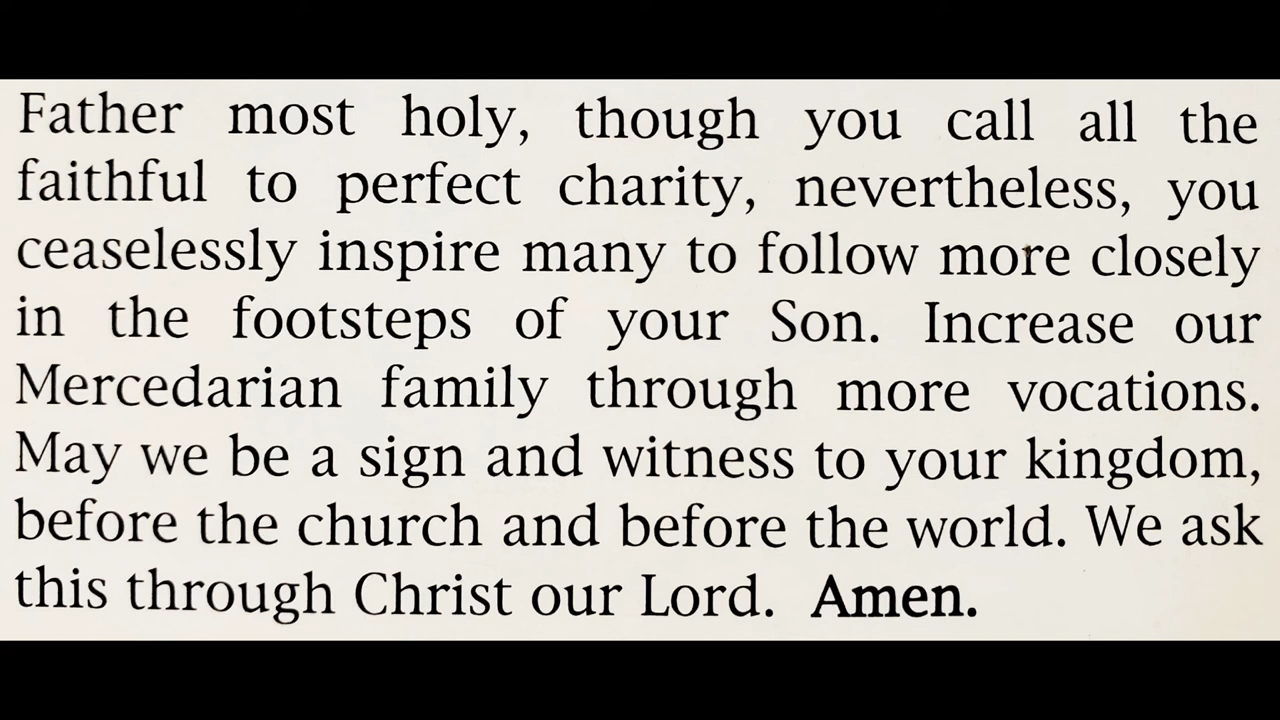 Father most holy, though you call all the
faithful to perfect charity, nevertheless, you
ceaselessly inspire many to follow more closely
in the footsteps of your Son. Increase our
Mercedarian family through more vocations.
May we be a sign and witness to your kingdom,
before the church and before the world. We ask
this through Christ our Lord. Amen.